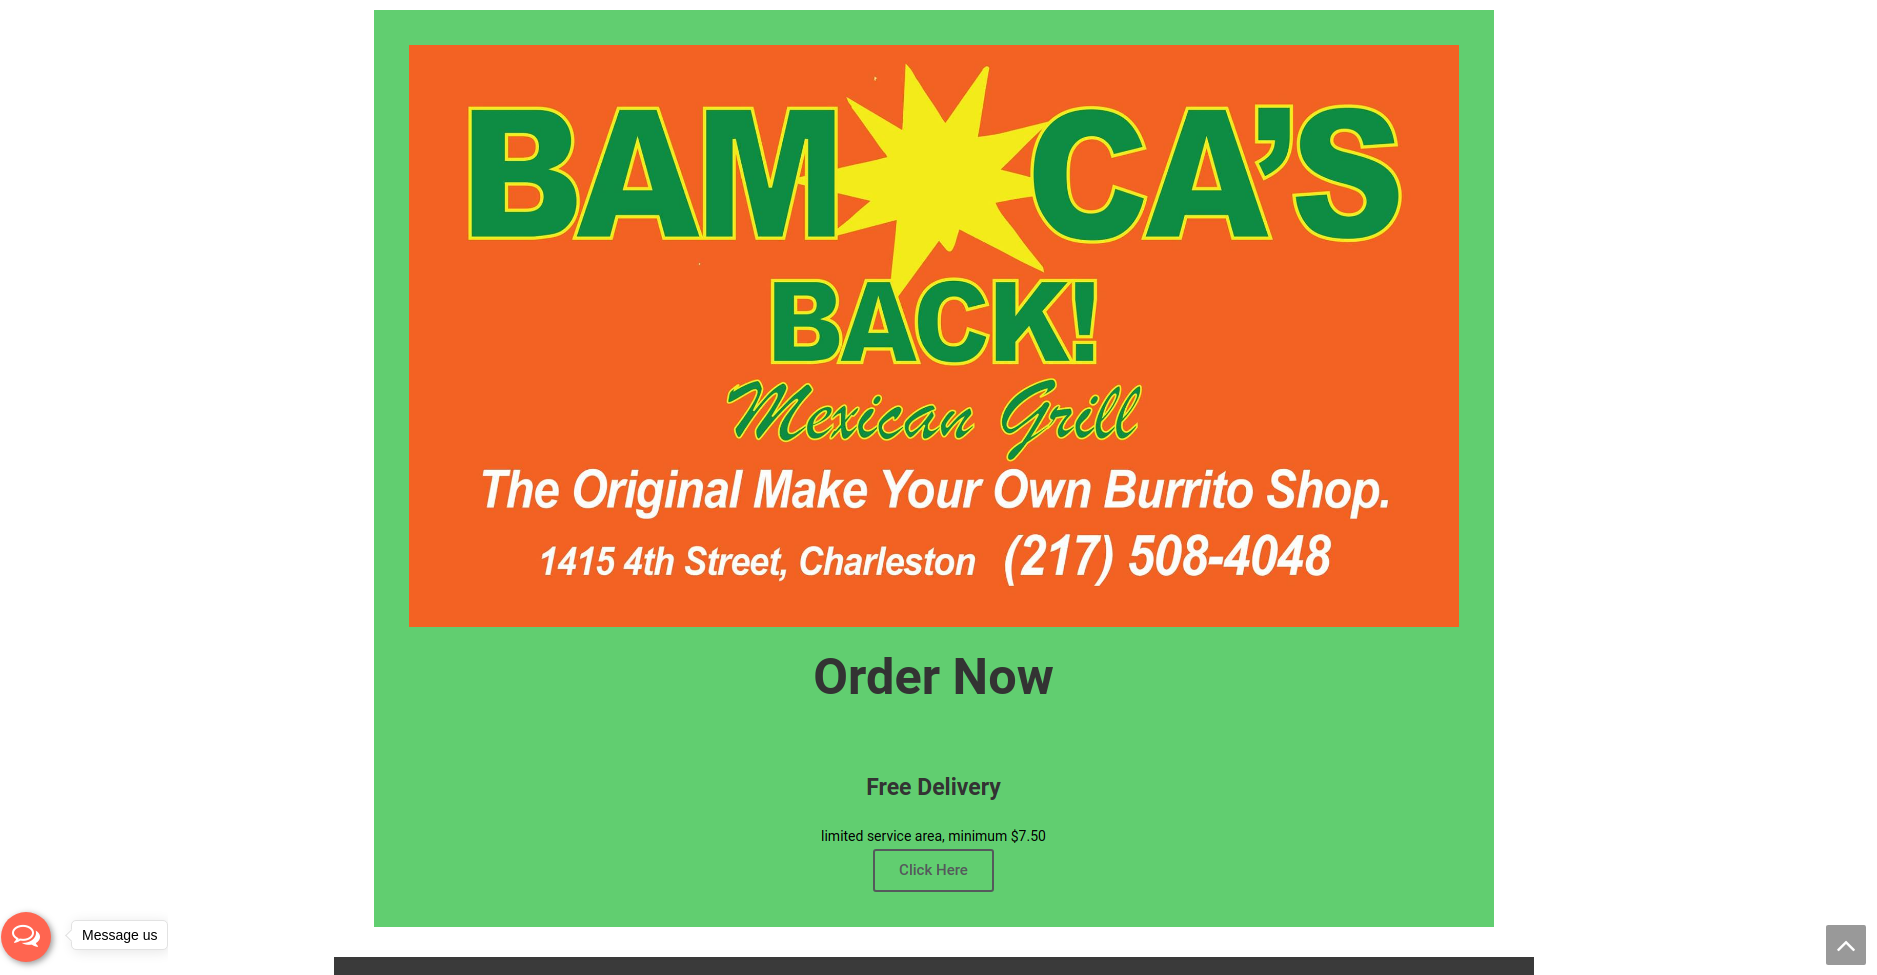 BAM CA'S
BACK!
Mexican Grill
The Original Make Your Own Burrito Shop.
1415 4th Street, Charleston (217) 508-4048
Order Now
Free Delivery
limited service area, minimum $7.50
Click Here
Message us